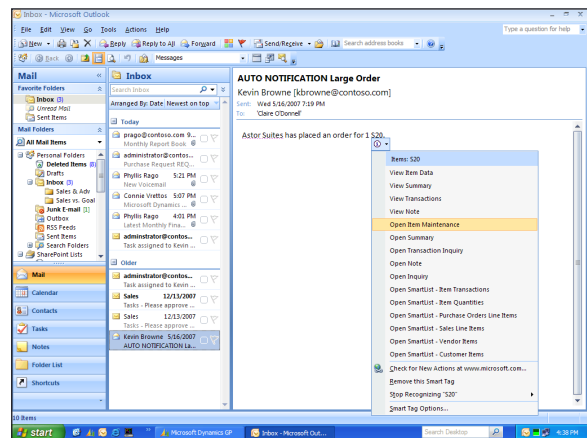 Inbox - Microsoft Outlook
File Edit View Go Tools Actions Help
Type a question for help
New Reply Reply to All Forward Send/Receive Search address books
Back Messages
Mail
Favorite Folders
Inbox (3)
Unread Mail
Sent Items
Mail Folders
All Mail Items
Personal Folders
Deleted Items (8)
Drafts
Inbox (3)
Sales & Adv
Sales vs. Goal
Junk E-mail [1]
Outbox
RSS Feeds
Sent Items
Search Folders
SharePoint Lists
Mail
Calendar
Contacts
Tasks
Notes
Folder List
Shortcuts
10 Items
Inbox
Search Inbox
Arranged By: Date Newest on top
Today
prago@contoso.com 9...
Monthly Report Book
administrator@contos...
Purchase Request REQ...
Phyllis Rago 5:21 PM
New Voicemail
Connie Vrettos 5:07 PM
Microsoft Dynamics ...
Phyllis Rago 4:01 PM
Latest Monthly Fina...
adminstrator@contos...
Task assigned to Kevin ...
Older
adminstrator@contos...
Task assigned to Kevin ...
Sales 12/13/2007
Tasks - Please approve ...
Sales 12/13/2007
Tasks - Please approve ...
Kevin Browne 5/16/2007
AUTO NOTIFICATION La...
AUTO NOTIFICATION Large Order
Kevin Browne [kbrowne@contoso.com]
Sent: Wed 5/16/2007 7:19 PM
To: 'Claire O'Donnell'
Astor Suites has placed an order for 1 S20.
Items: S20
View Item Data
View Summary
View Transactions
View Note
Open Item Maintenance
Open Summary
Open Transaction Inquiry
Open Note
Open Inquiry
Open SmartList - Item Transactions
Open SmartList - Item Quantities
Open SmartList - Purchase Orders Line Items
Open SmartList - Sales Line Items
Open SmartList - Vendor Items
Open SmartList - Customer Items
Check for New Actions at www.microsoft.com...
Remove this Smart Tag
Stop Recognizing "S20"
Smart Tag Options...
start
Microsoft Dynamics GP
Inbox - Microsoft Out...
Search Desktop
4:38 PM